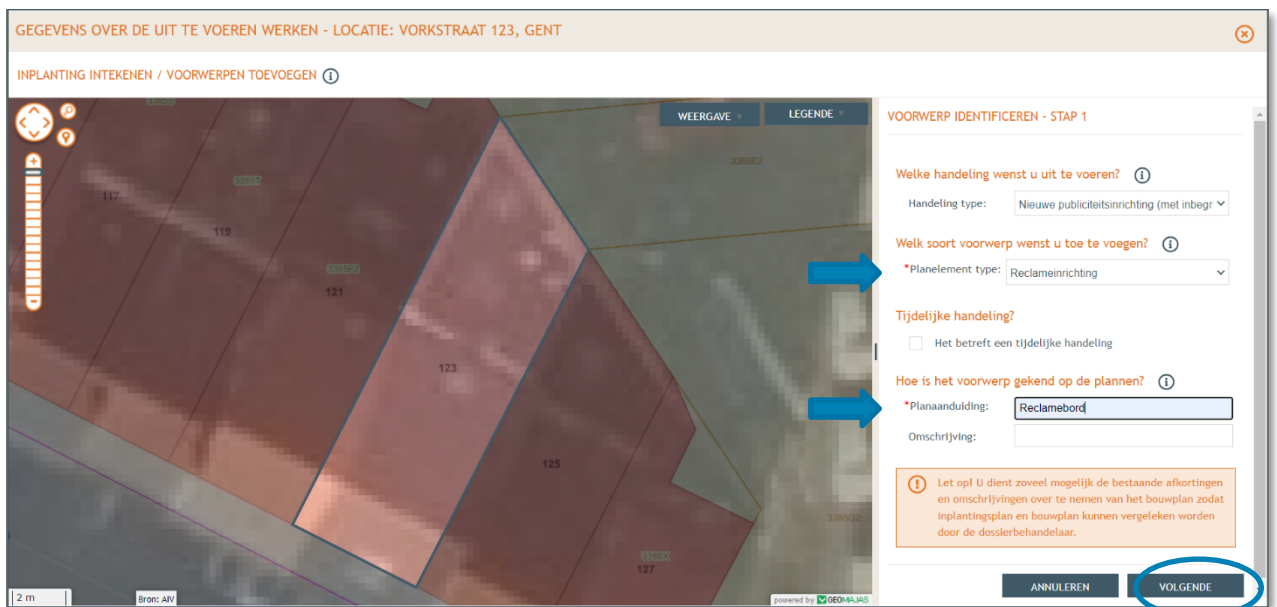 GEGEVENS OVER DE UIT TE VOEREN WERKEN - LOCATIE: VORKSTRAAT 123, GENT
INPLANTING INTEKENEN / VOORWERPEN TOEVOEGEN
WEERGAVE
LEGENDE
3385E2
3385T
117
119
121
123
125
3385X
127
2 m
Bron: AIV
powered by GEOMAJAS
VOORWERP IDENTIFICEREN - STAP 1
Welke handeling wenst u uit te voeren?
Handeling type: Nieuwe publiciteitsinrichting (met inbegr
Welk soort voorwerp wenst u toe te voegen?
*Planelement type: Reclameinrichting
Tijdelijke handeling?
Het betreft een tijdelijke handeling
Hoe is het voorwerp gekend op de plannen?
*Planaanduiding: Reclamebord
Omschrijving:
Let op! U dient zoveel mogelijk de bestaande afkortingen
en omschrijvingen over te nemen van het bouwplan zodat
inplantingsplan en bouwplan kunnen vergeleken worden
door de dossierbehandelaar.
ANNULEREN
VOLGENDE